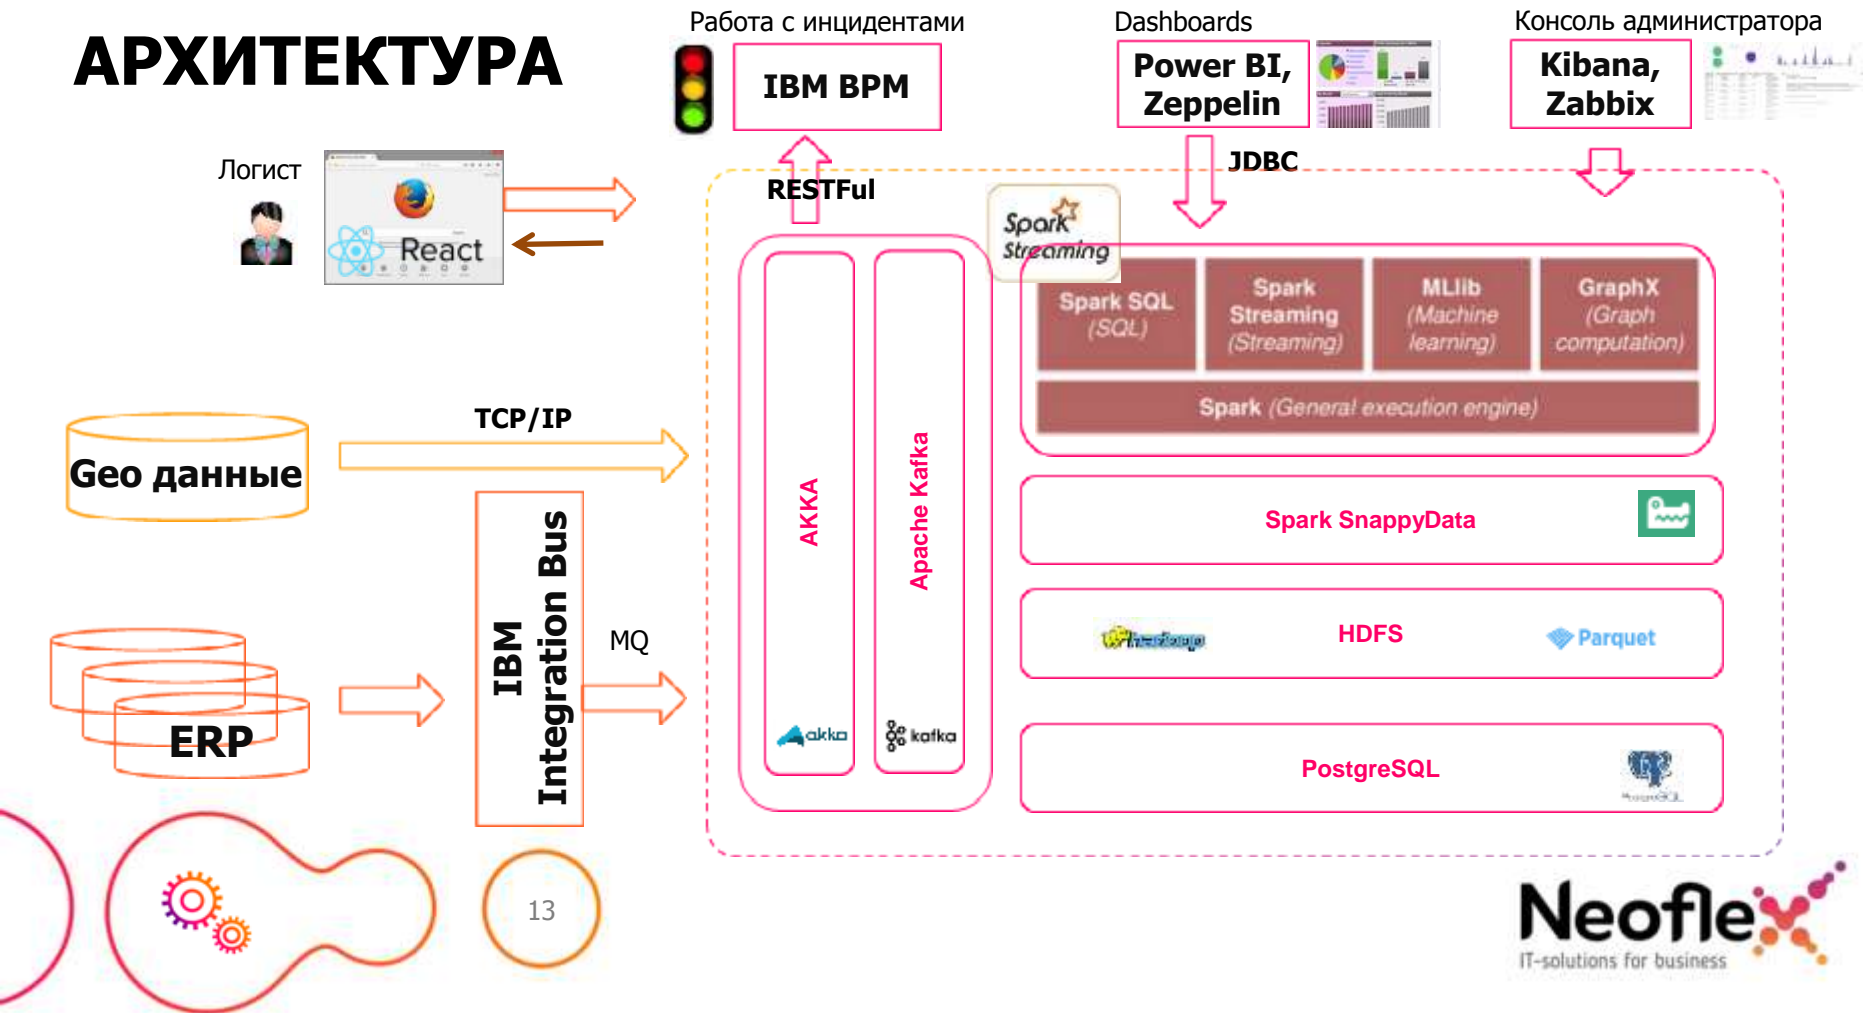 АРХИТЕКТУРА
Работа с инцидентами
IBM BPM
Dashboards
Power BI,
Zeppelin
Консоль администратора
Kibana,
Zabbix
Логист
React
RESTFul
JDBC
Spark
Streaming
Spark SQL
(SQL)
Spark
Streaming
(Streaming)
MLlib
(Machine
learning)
GraphX
(Graph
computation)
Spark (General execution engine)
Geo данные
TCP/IP
AKKA
akka
Apache Kafka
kafka
Spark SnappyData
ERP
IBM
Integration Bus
MQ
hadoop
HDFS
Parquet
PostgreSQL
PostgreSQL
13
Neoflex
IT-solutions for business